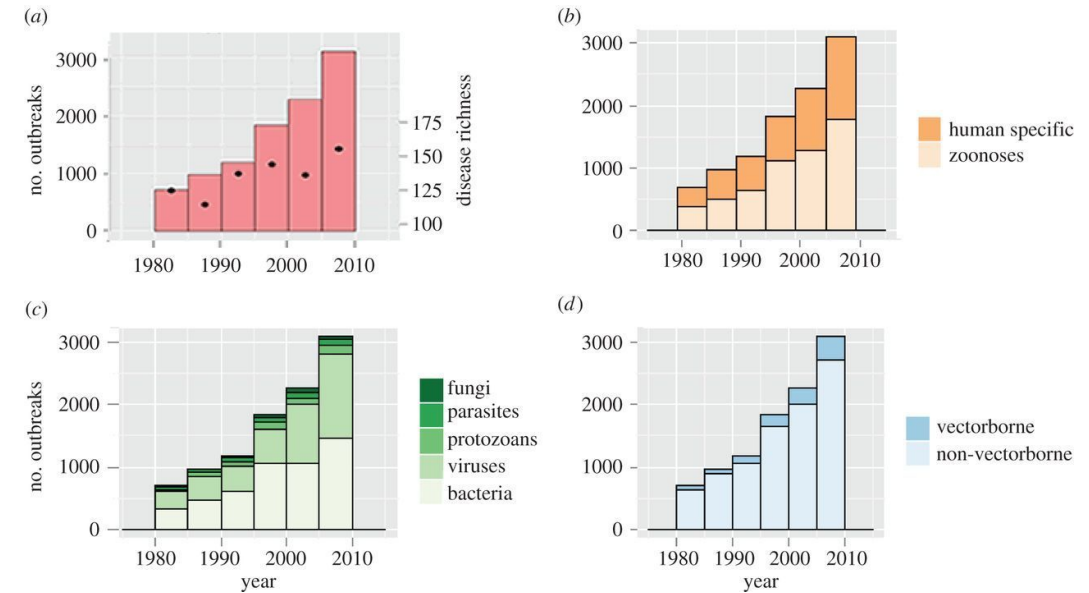 (a)
no. outbreaks
3000
2000
1000
0
175
150
125
100
disease richness
1980 1990 2000 2010
(b)
3000
2000
1000
0
1980 1990 2000 2010
human specific
zoonoses
(c)
no. outbreaks
3000
2000
1000
0
1980 1990 2000 2010
year
fungi
parasites
protozoans
viruses
bacteria
(d)
3000
2000
1000
0
1980 1990 2000 2010
year
vectorborne
non-vectorborne